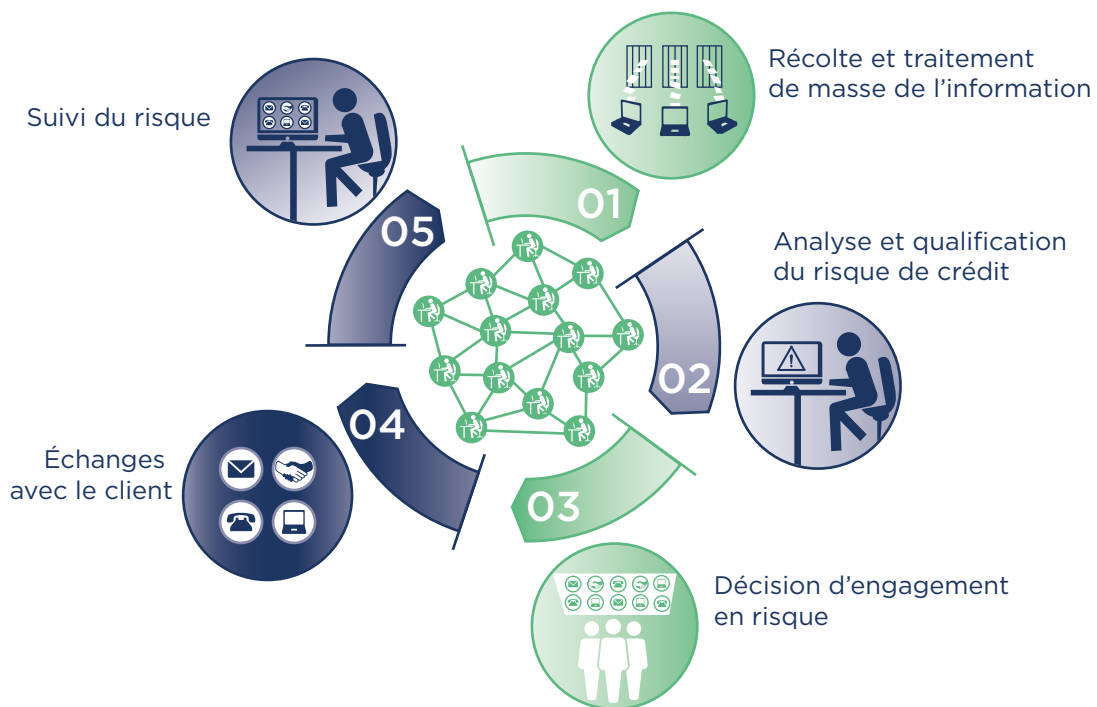 01
Récolte et traitement
de masse de l’information
02
Analyse et qualification
du risque de crédit
03
Décision d’engagement
en risque
04
Échanges
avec le client
05
Suivi du risque